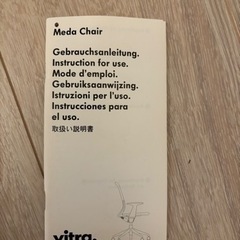 Meda Chair
Gebrauchsanleitung.
Instruction for use.
Mode d'emploi.
Gebruiksaanwijzing.
Istruzioni per l'uso.
Instrucciones para
el uso.
取扱い説明書
vitra.